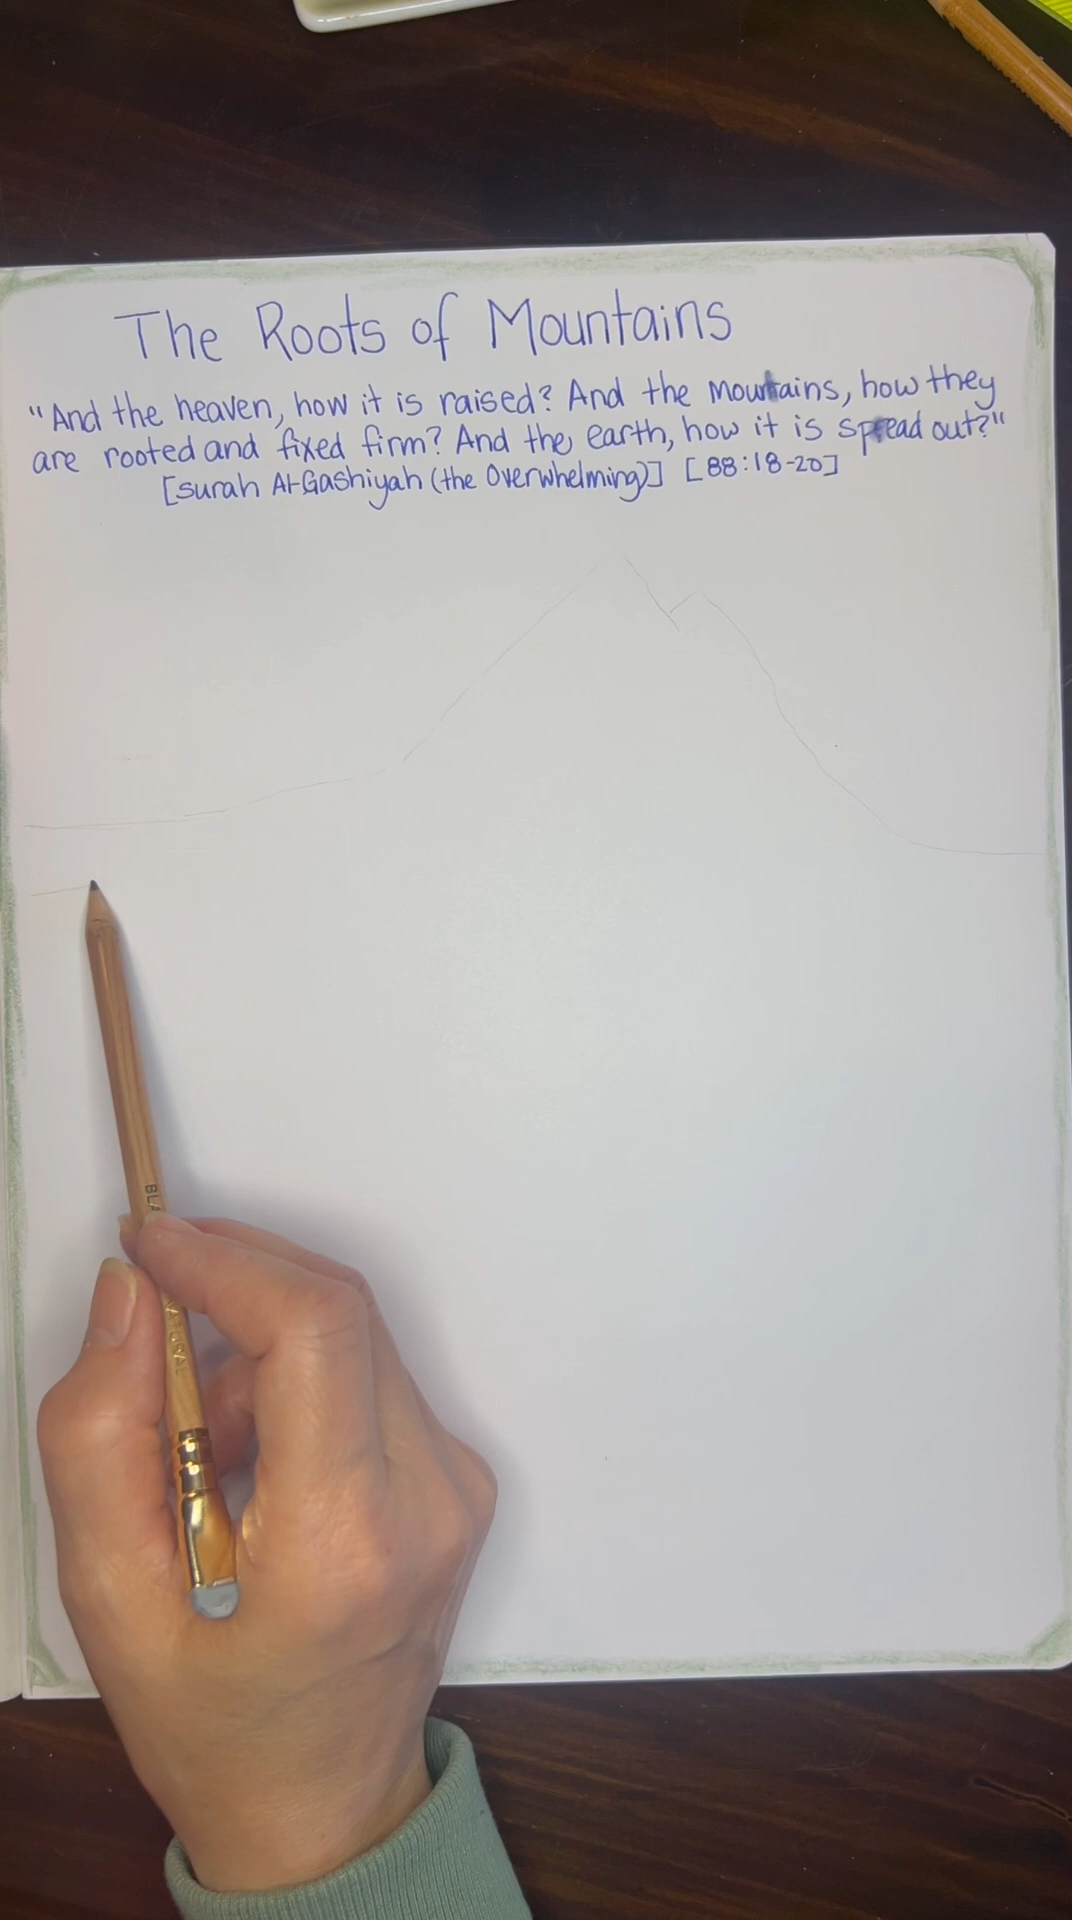 The Roots of Mountains
"And the heaven, how it is raised? And the mountains, how they
are rooted and fixed firm? And the earth, how it is spread out?"
[surah Al-Gashiyah (the Overwhelming)] [88:18-20]
NATURAL